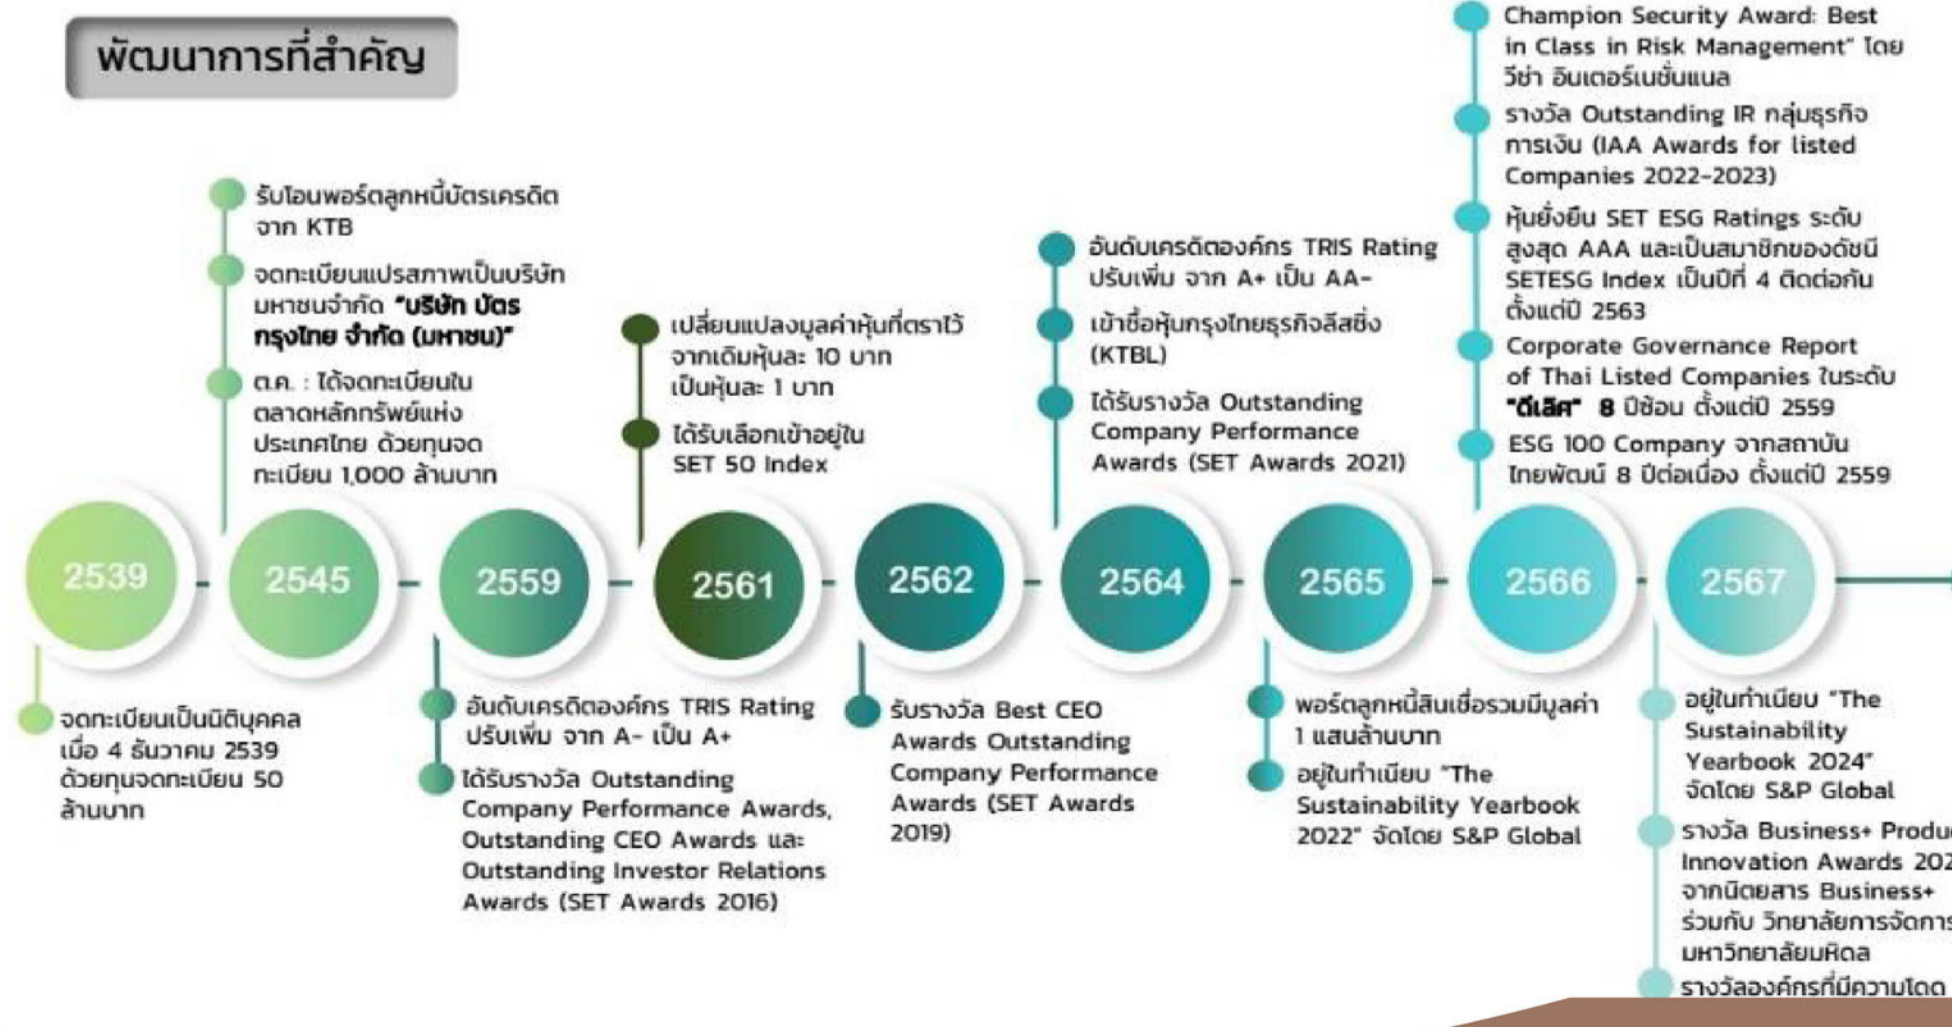 พัฒนาการที่สำคัญ
รับโอนพอร์ตลูกหนี้บัตรเครดิต
จาก KTB
จดทะเบียนแปรสภาพเป็นบริษัท
มหาชนจำกัด "บริษัท บัตร
กรุงไทย จำกัด (มหาชน)"
ต.ค. : ได้จดทะเบียนใน
ตลาดหลักทรัพย์แห่ง
ประเทศไทย ด้วยทุนจด
ทะเบียน 1,000 ล้านบาท
เปลี่ยนแปลงมูลค่าหุ้นที่ตราไว้
จากเดิมหุ้นละ 10 บาท
เป็นหุ้นละ 1 บาท
ได้รับเลือกเข้าอยู่ใน
SET 50 Index
อันดับเครดิตองค์กร TRIS Rating
ปรับเพิ่ม จาก A+ เป็น AA-
เข้าซื้อหุ้นกรุงไทยธุรกิจลีสซิ่ง
(KTBL)
ได้รับรางวัล Outstanding
Company Performance
Awards (SET Awards 2021)
Champion Security Award: Best
in Class in Risk Management" โดย
วีซ่า อินเตอร์เนชั่นแนล
รางวัล Outstanding IR กลุ่มธุรกิจ
การเงิน (IAA Awards for listed
Companies 2022-2023)
หุ้นยั่งยืน SET ESG Ratings ระดับ
สูงสุด AAA และเป็นสมาชิกของดัชนี
SETESG Index เป็นปีที่ 4 ติดต่อกัน
ตั้งแต่ปี 2563
Corporate Governance Report
of Thai Listed Companies ในระดับ
"ดีเลิศ" 8 ปีซ้อน ตั้งแต่ปี 2559
ESG 100 Company จากสถาบัน
ไทยพัฒน์ 8 ปีต่อเนื่อง ตั้งแต่ปี 2559
2539
2545
2559
2561
2562
2564
2565
2566
2567
จดทะเบียนเป็นนิติบุคคล
เมื่อ 4 ธันวาคม 2539
ด้วยทุนจดทะเบียน 50
ล้านบาท
อันดับเครดิตองค์กร TRIS Rating
ปรับเพิ่ม จาก A- เป็น A+
ได้รับรางวัล Outstanding
Company Performance Awards,
Outstanding CEO Awards และ
Outstanding Investor Relations
Awards (SET Awards 2016)
รับรางวัล Best CEO
Awards Outstanding
Company Performance
Awards (SET Awards
2019)
พอร์ตลูกหนี้สินเชื่อรวมมีมูลค่า
1 แสนล้านบาท
อยู่ในทำเนียบ "The
Sustainability Yearbook
2022" จัดโดย S&P Global
อยู่ในทำเนียบ "The
Sustainability
Yearbook 2024"
จัดโดย S&P Global
รางวัล Business+
Innovation Awards
จากนิตยสาร Business+
ร่วมกับ วิทยาลัยการจัดการ
มหาวิทยาลัยมหิดล
รางวัลองค์กรที่มีความโดด